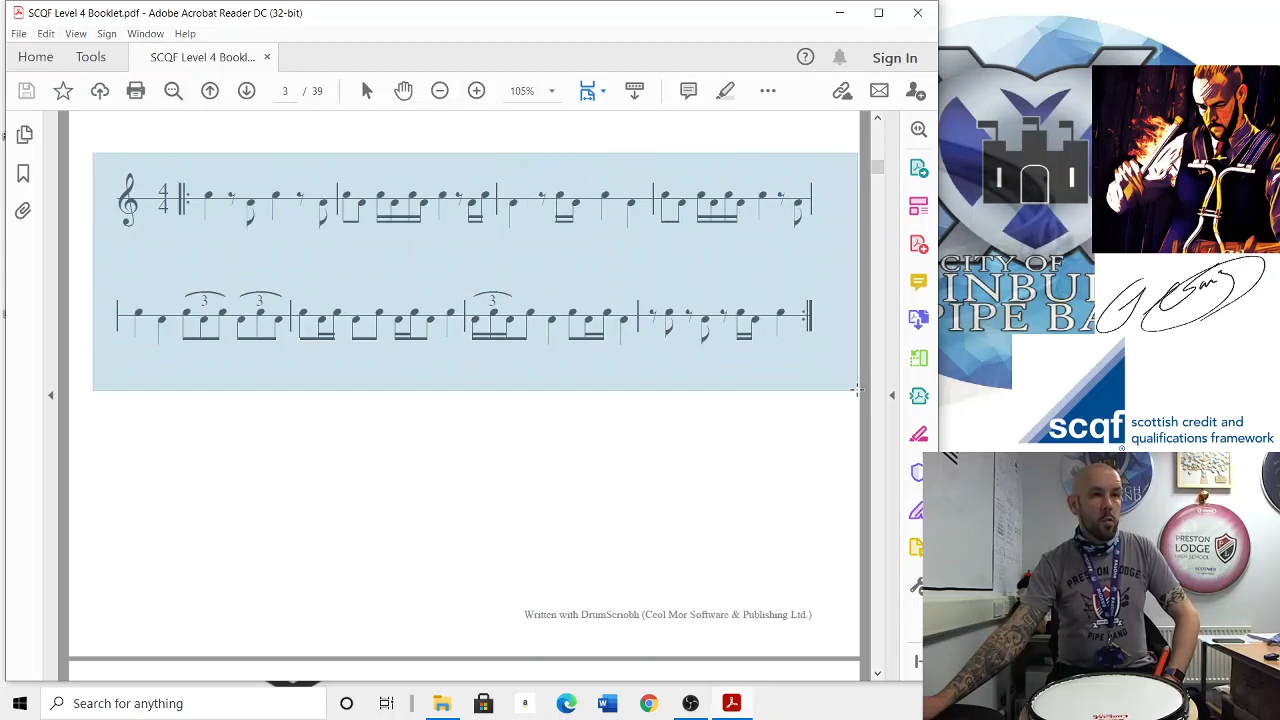 SCQF Level 4 Booklet.pdf - Adobe Acrobat Reader DC (32-bit)
File Edit View Sign Window Help
Home Tools SCQF Level 4 Bookl... × Sign In
3 / 39 105%
4
4
3 3 3
Written with DrumScriobh (Ceol Mor Software & Publishing Ltd.)
CITY OF
INBU
PIPE BA
scqf
®
scottish credit and
qualifications framework
PRESTON
LODGE
HIGH SCHOOL
PRESTON LODGE
PIPE BAND
Search for anything